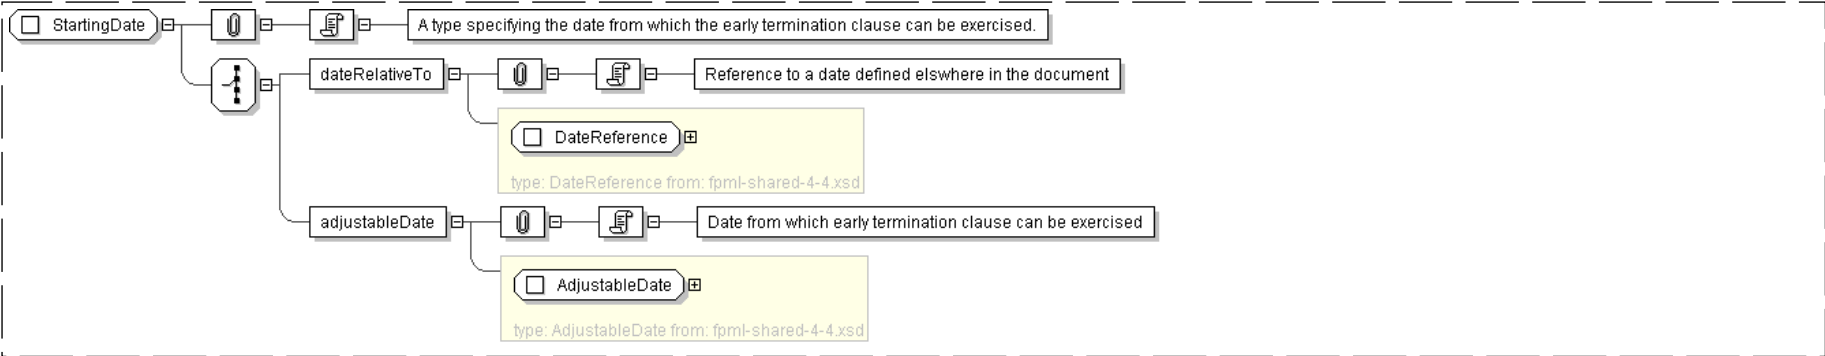 StartingDate
A type specifying the date from which the early termination clause can be exercised.
dateRelativeTo
Reference to a date defined elswhere in the document
DateReference
type: DateReference from: fpml-shared-4-4.xsd
adjustableDate
Date from which early termination clause can be exercised
AdjustableDate
type: AdjustableDate from: fpml-shared-4-4.xsd